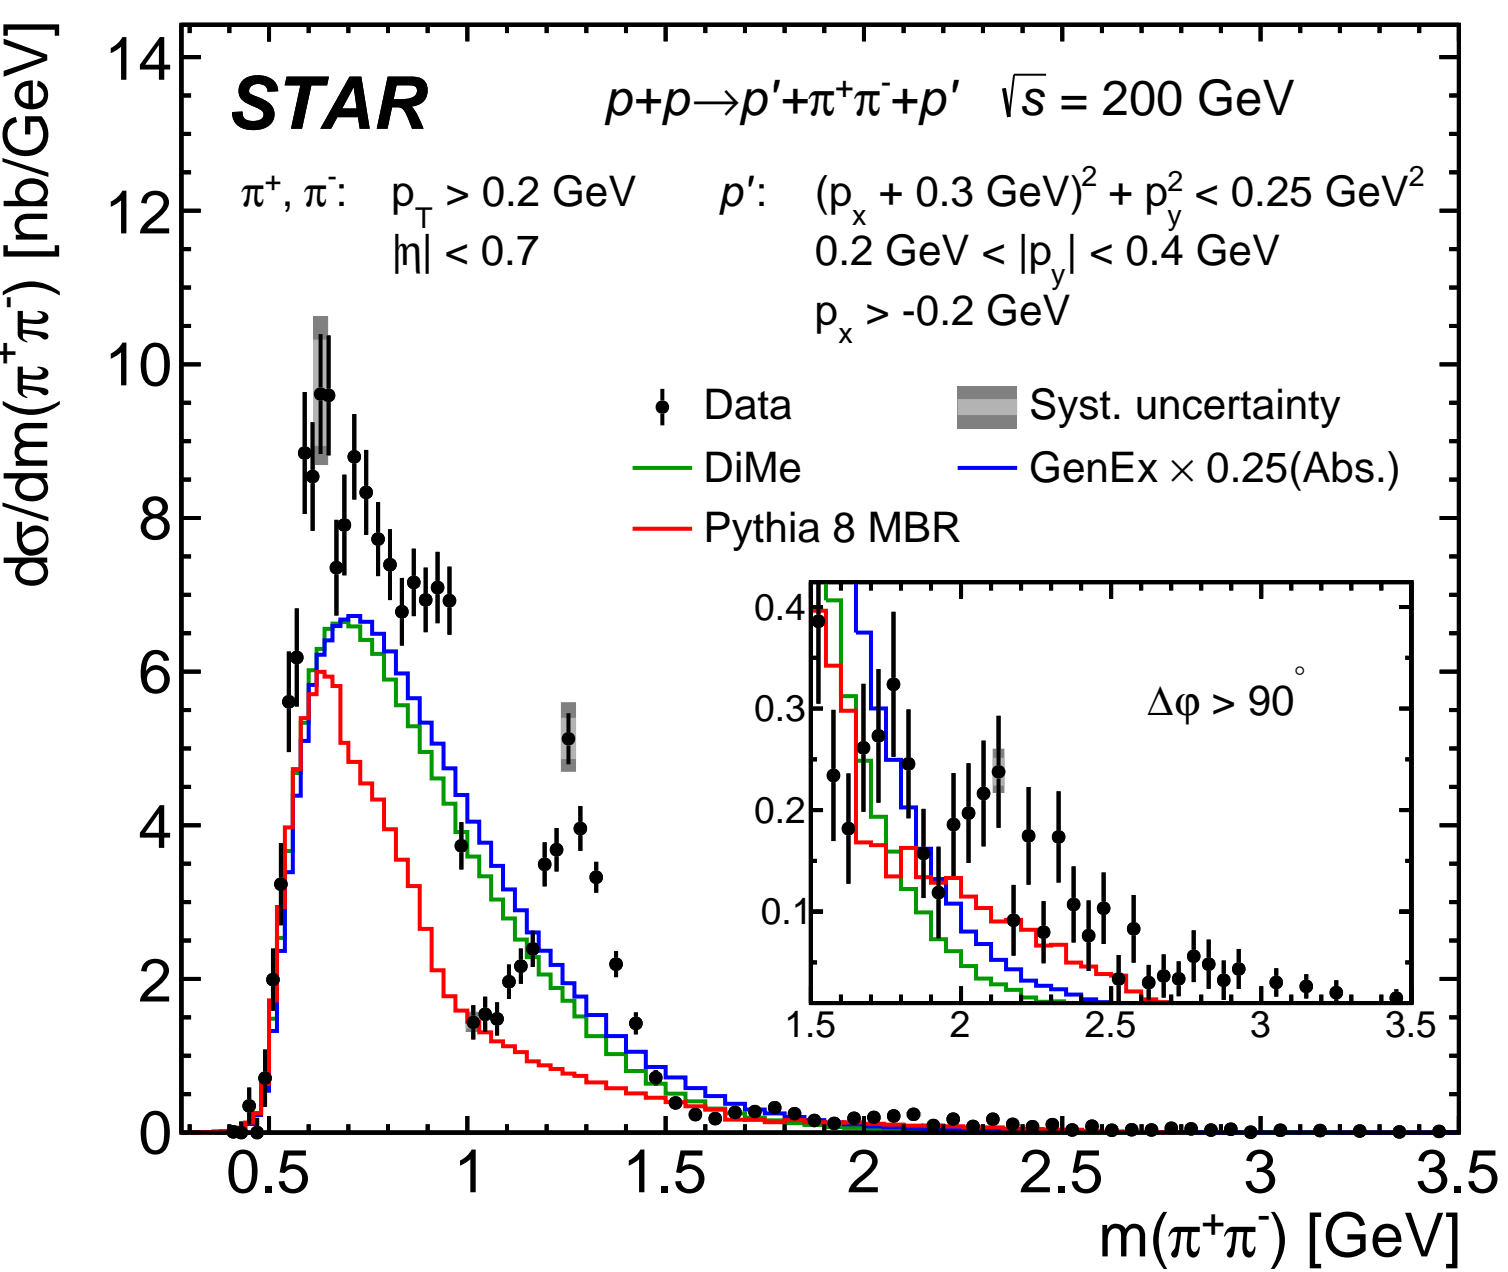 dσ/dm(π⁺π⁻) [nb/GeV]
14
12
10
8
6
4
2
0
STAR p+p→p′+π⁺π⁻+p′ √s = 200 GeV
π⁺, π⁻: p_T > 0.2 GeV p′: (p_x + 0.3 GeV)² + p_y² < 0.25 GeV²
|η| < 0.7 0.2 GeV < |p_y| < 0.4 GeV
p_x > -0.2 GeV
Data Syst. uncertainty
DiMe GenEx × 0.25(Abs.)
Pythia 8 MBR
0.4
0.3
0.2
0.1
Δφ > 90°
1.5 2 2.5 3 3.5
0.5 1 1.5 2 2.5 3 3.5
m(π⁺π⁻) [GeV]